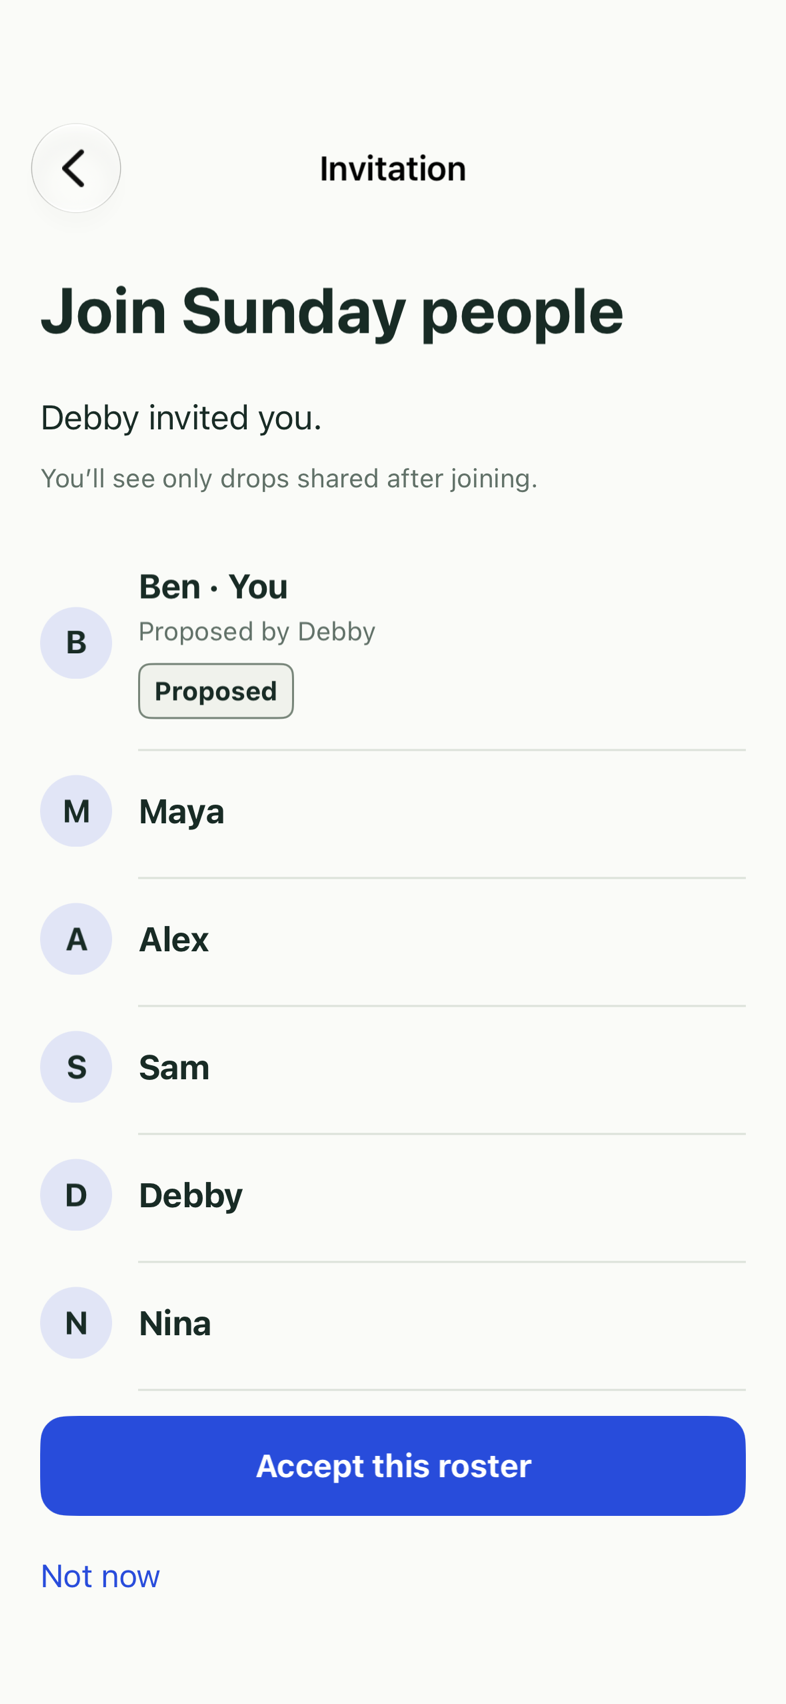 Invitation
Join Sunday people
Debby invited you.
You’ll see only drops shared after joining.
B
Ben · You
Proposed by Debby
Proposed
M
Maya
A
Alex
S
Sam
D
Debby
N
Nina
Accept this roster
Not now